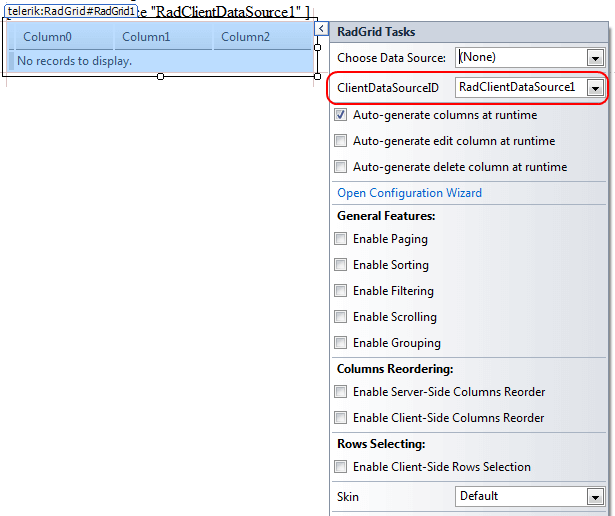 telerik:RadGrid#RadGrid1
"RadClientDataSource1" ]
Column0 Column1 Column2
No records to display.
RadGrid Tasks
Choose Data Source: (None)
ClientDataSourceID RadClientDataSource1
Auto-generate columns at runtime
Auto-generate edit column at runtime
Auto-generate delete column at runtime
Open Configuration Wizard
General Features:
Enable Paging
Enable Sorting
Enable Filtering
Enable Scrolling
Enable Grouping
Columns Reordering:
Enable Server-Side Columns Reorder
Enable Client-Side Columns Reorder
Rows Selecting:
Enable Client-Side Rows Selection
Skin Default